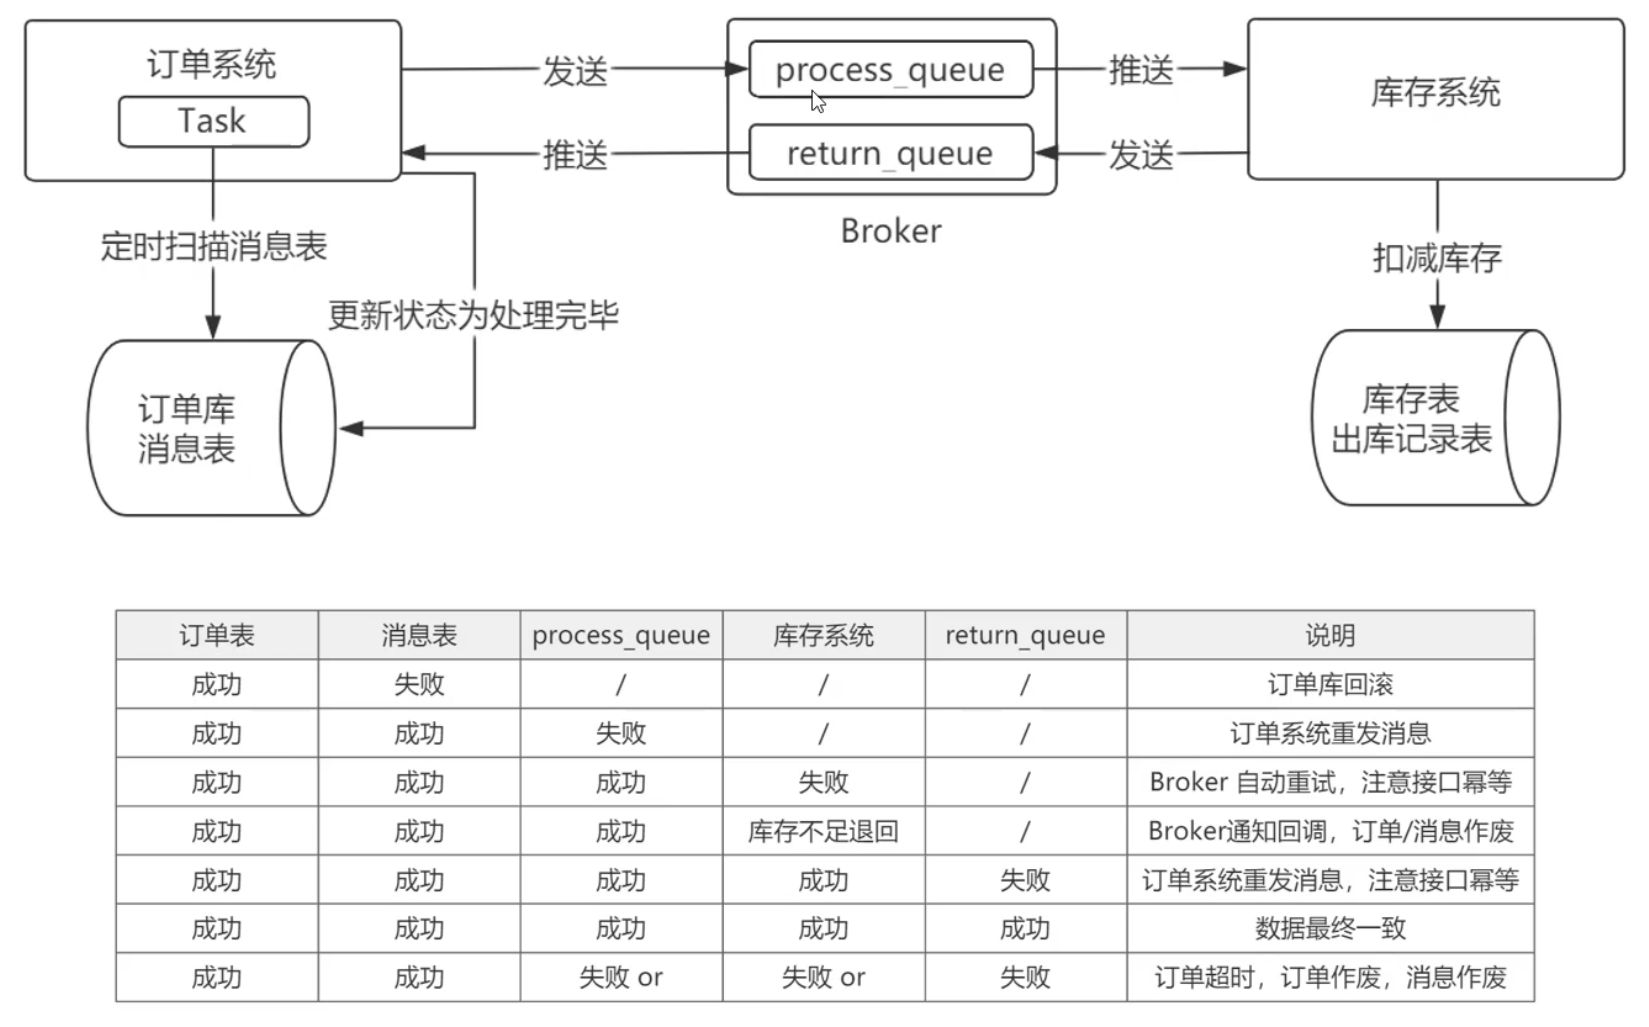 订单系统
Task
发送
process_queue
推送
库存系统
推送
return_queue
发送
Broker
定时扫描消息表
更新状态为处理完毕
扣减库存
订单库
消息表
库存表
出库记录表
订单表 消息表 process_queue 库存系统 return_queue 说明
成功 失败 / / / 订单库回滚
成功 成功 失败 / / 订单系统重发消息
成功 成功 成功 失败 / Broker 自动重试，注意接口幂等
成功 成功 成功 库存不足退回 / Broker通知回调，订单/消息作废
成功 成功 成功 成功 失败 订单系统重发消息，注意接口幂等
成功 成功 成功 成功 成功 数据最终一致
成功 成功 失败 or 失败 or 失败 订单超时，订单作废，消息作废